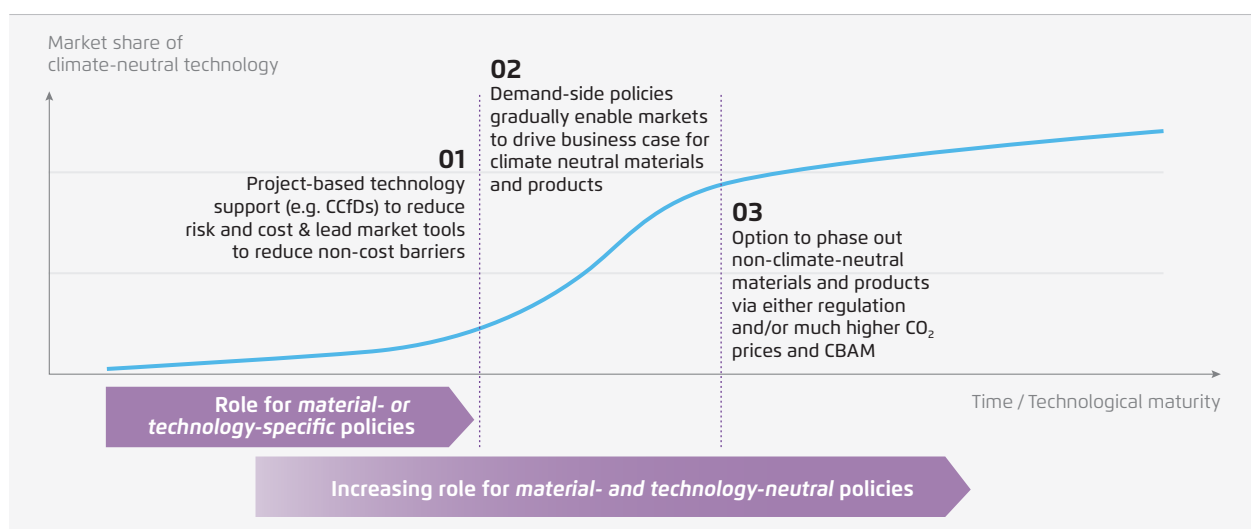 Market share of
climate-neutral technology
01
Project-based technology
support (e.g. CCfDs) to reduce
risk and cost & lead market tools
to reduce non-cost barriers
02
Demand-side policies
gradually enable markets
to drive business case for
climate neutral materials
and products
03
Option to phase out
non-climate-neutral
materials and products
via either regulation
and/or much higher CO₂
prices and CBAM
Time / Technological maturity
Role for material- or
technology-specific policies
Increasing role for material- and technology-neutral policies